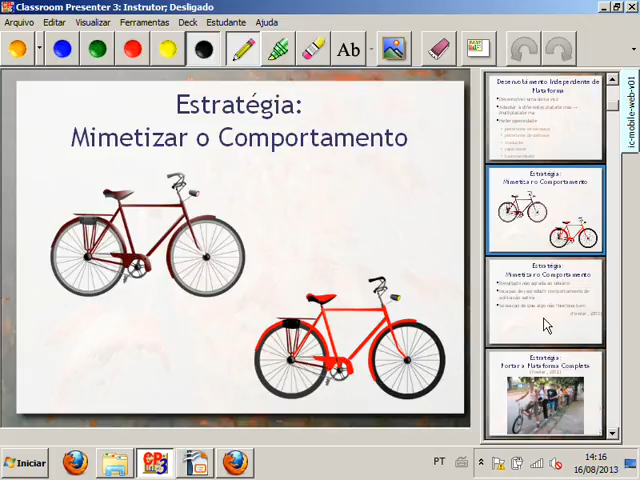 Classroom Presenter 3: Instrutor; Desligado
Arquivo Editar Visualizar Ferramentas Deck Estudante Ajuda
Ab
Estratégia:
Mimetizar o Comportamento
Desenvolvimento Independente de
Plataforma
Estratégia:
Mimetizar o Comportamento
Estratégia:
Mimetizar o Comportamento
Estratégia:
Portar a Plataforma Completa
ic-mobile-web-v01
Iniciar
PT
14:16
16/08/2013